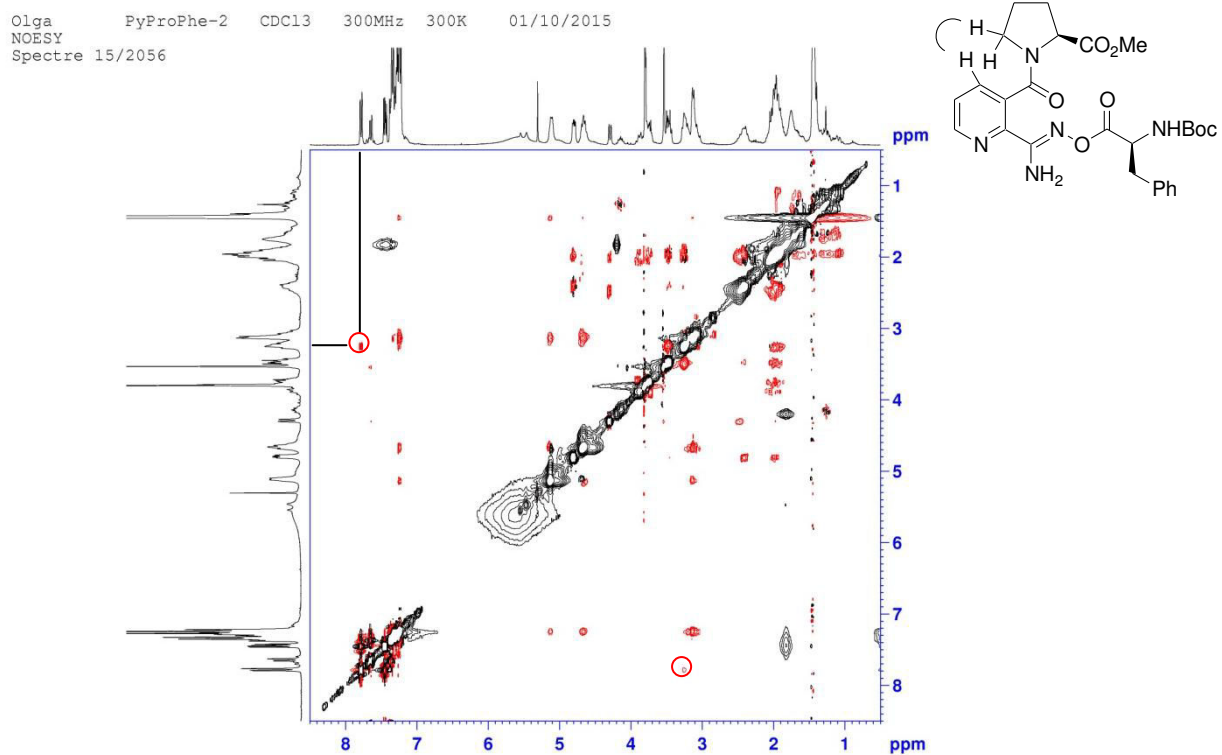 Olga PyProPhe-2 CDCl3 300MHz 300K 01/10/2015
NOESY
Spectre 15/2056
ppm
1
2
3
4
5
6
7
8
8 7 6 5 4 3 2 1 ppm
H
H
H
N
CO2Me
O
O
N
N
O
NHBoc
NH2
Ph